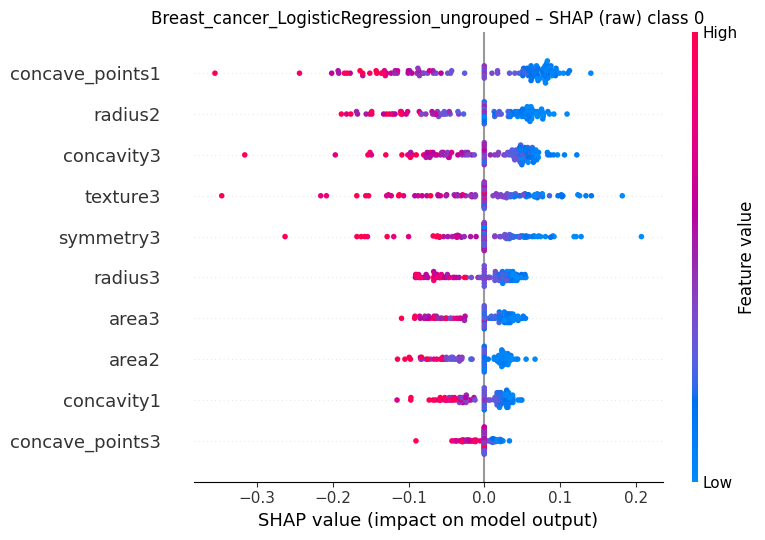 Breast_cancer_LogisticRegression_ungrouped – SHAP (raw) class 0
High
concave_points1
radius2
concavity3
texture3
symmetry3
radius3
area3
area2
concavity1
concave_points3
Feature value
Low
−0.3 −0.2 −0.1 0.0 0.1 0.2
SHAP value (impact on model output)